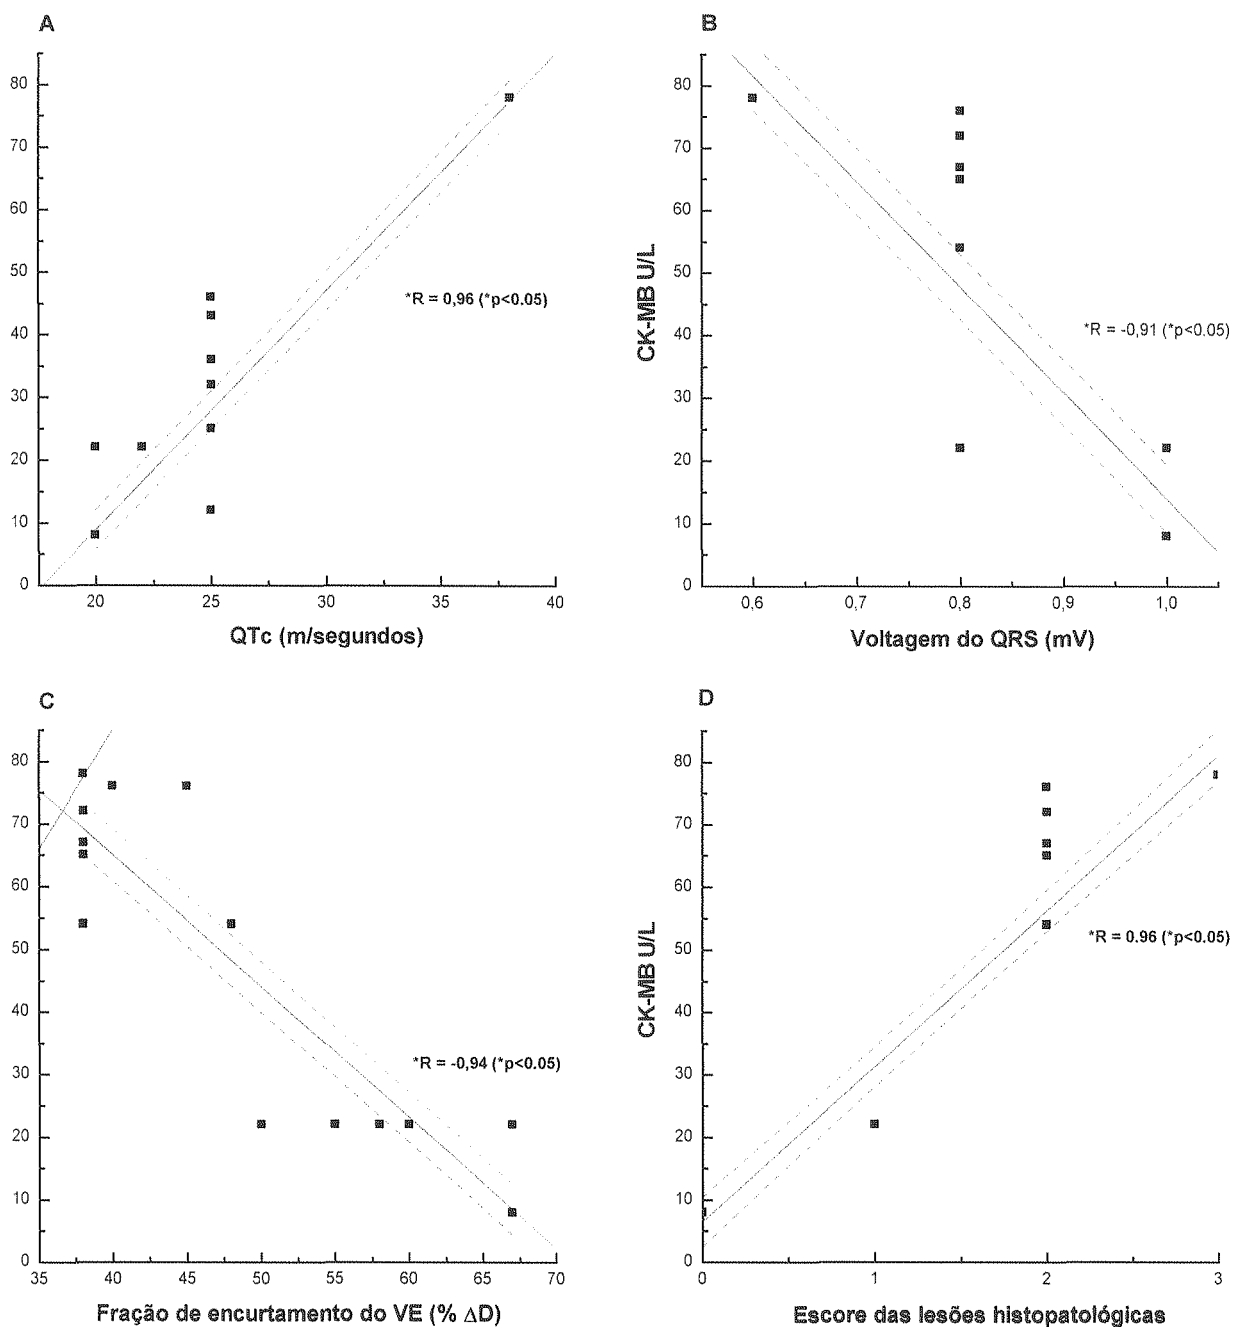 A
80
70
60
50
40
30
20
10
0
20 25 30 35 40
*R = 0,96 (*p<0.05)
QTc (m/segundos)
B
CK-MB U/L
80
70
60
50
40
30
20
10
0
0,6 0,7 0,8 0,9 1,0
*R = -0,91 (*p<0.05)
Voltagem do QRS (mV)
C
80
70
60
50
40
30
20
10
0
35 40 45 50 55 60 65 70
*R = -0,94 (*p<0.05)
Fração de encurtamento do VE (% ΔD)
D
CK-MB U/L
80
70
60
50
40
30
20
10
0
0 1 2 3
*R = 0.96 (*p<0.05)
Escore das lesões histopatológicas